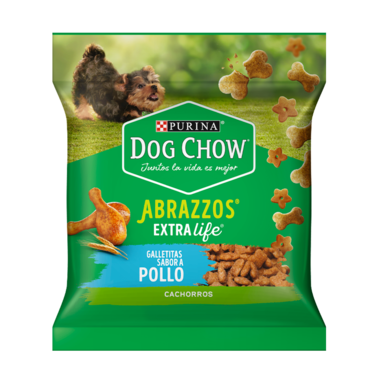 PURINA
DOG CHOW®
Juntos la vida es mejor
ABRAZZOS®
EXTRA life®
GALLETITAS
SABOR A
POLLO
CACHORROS